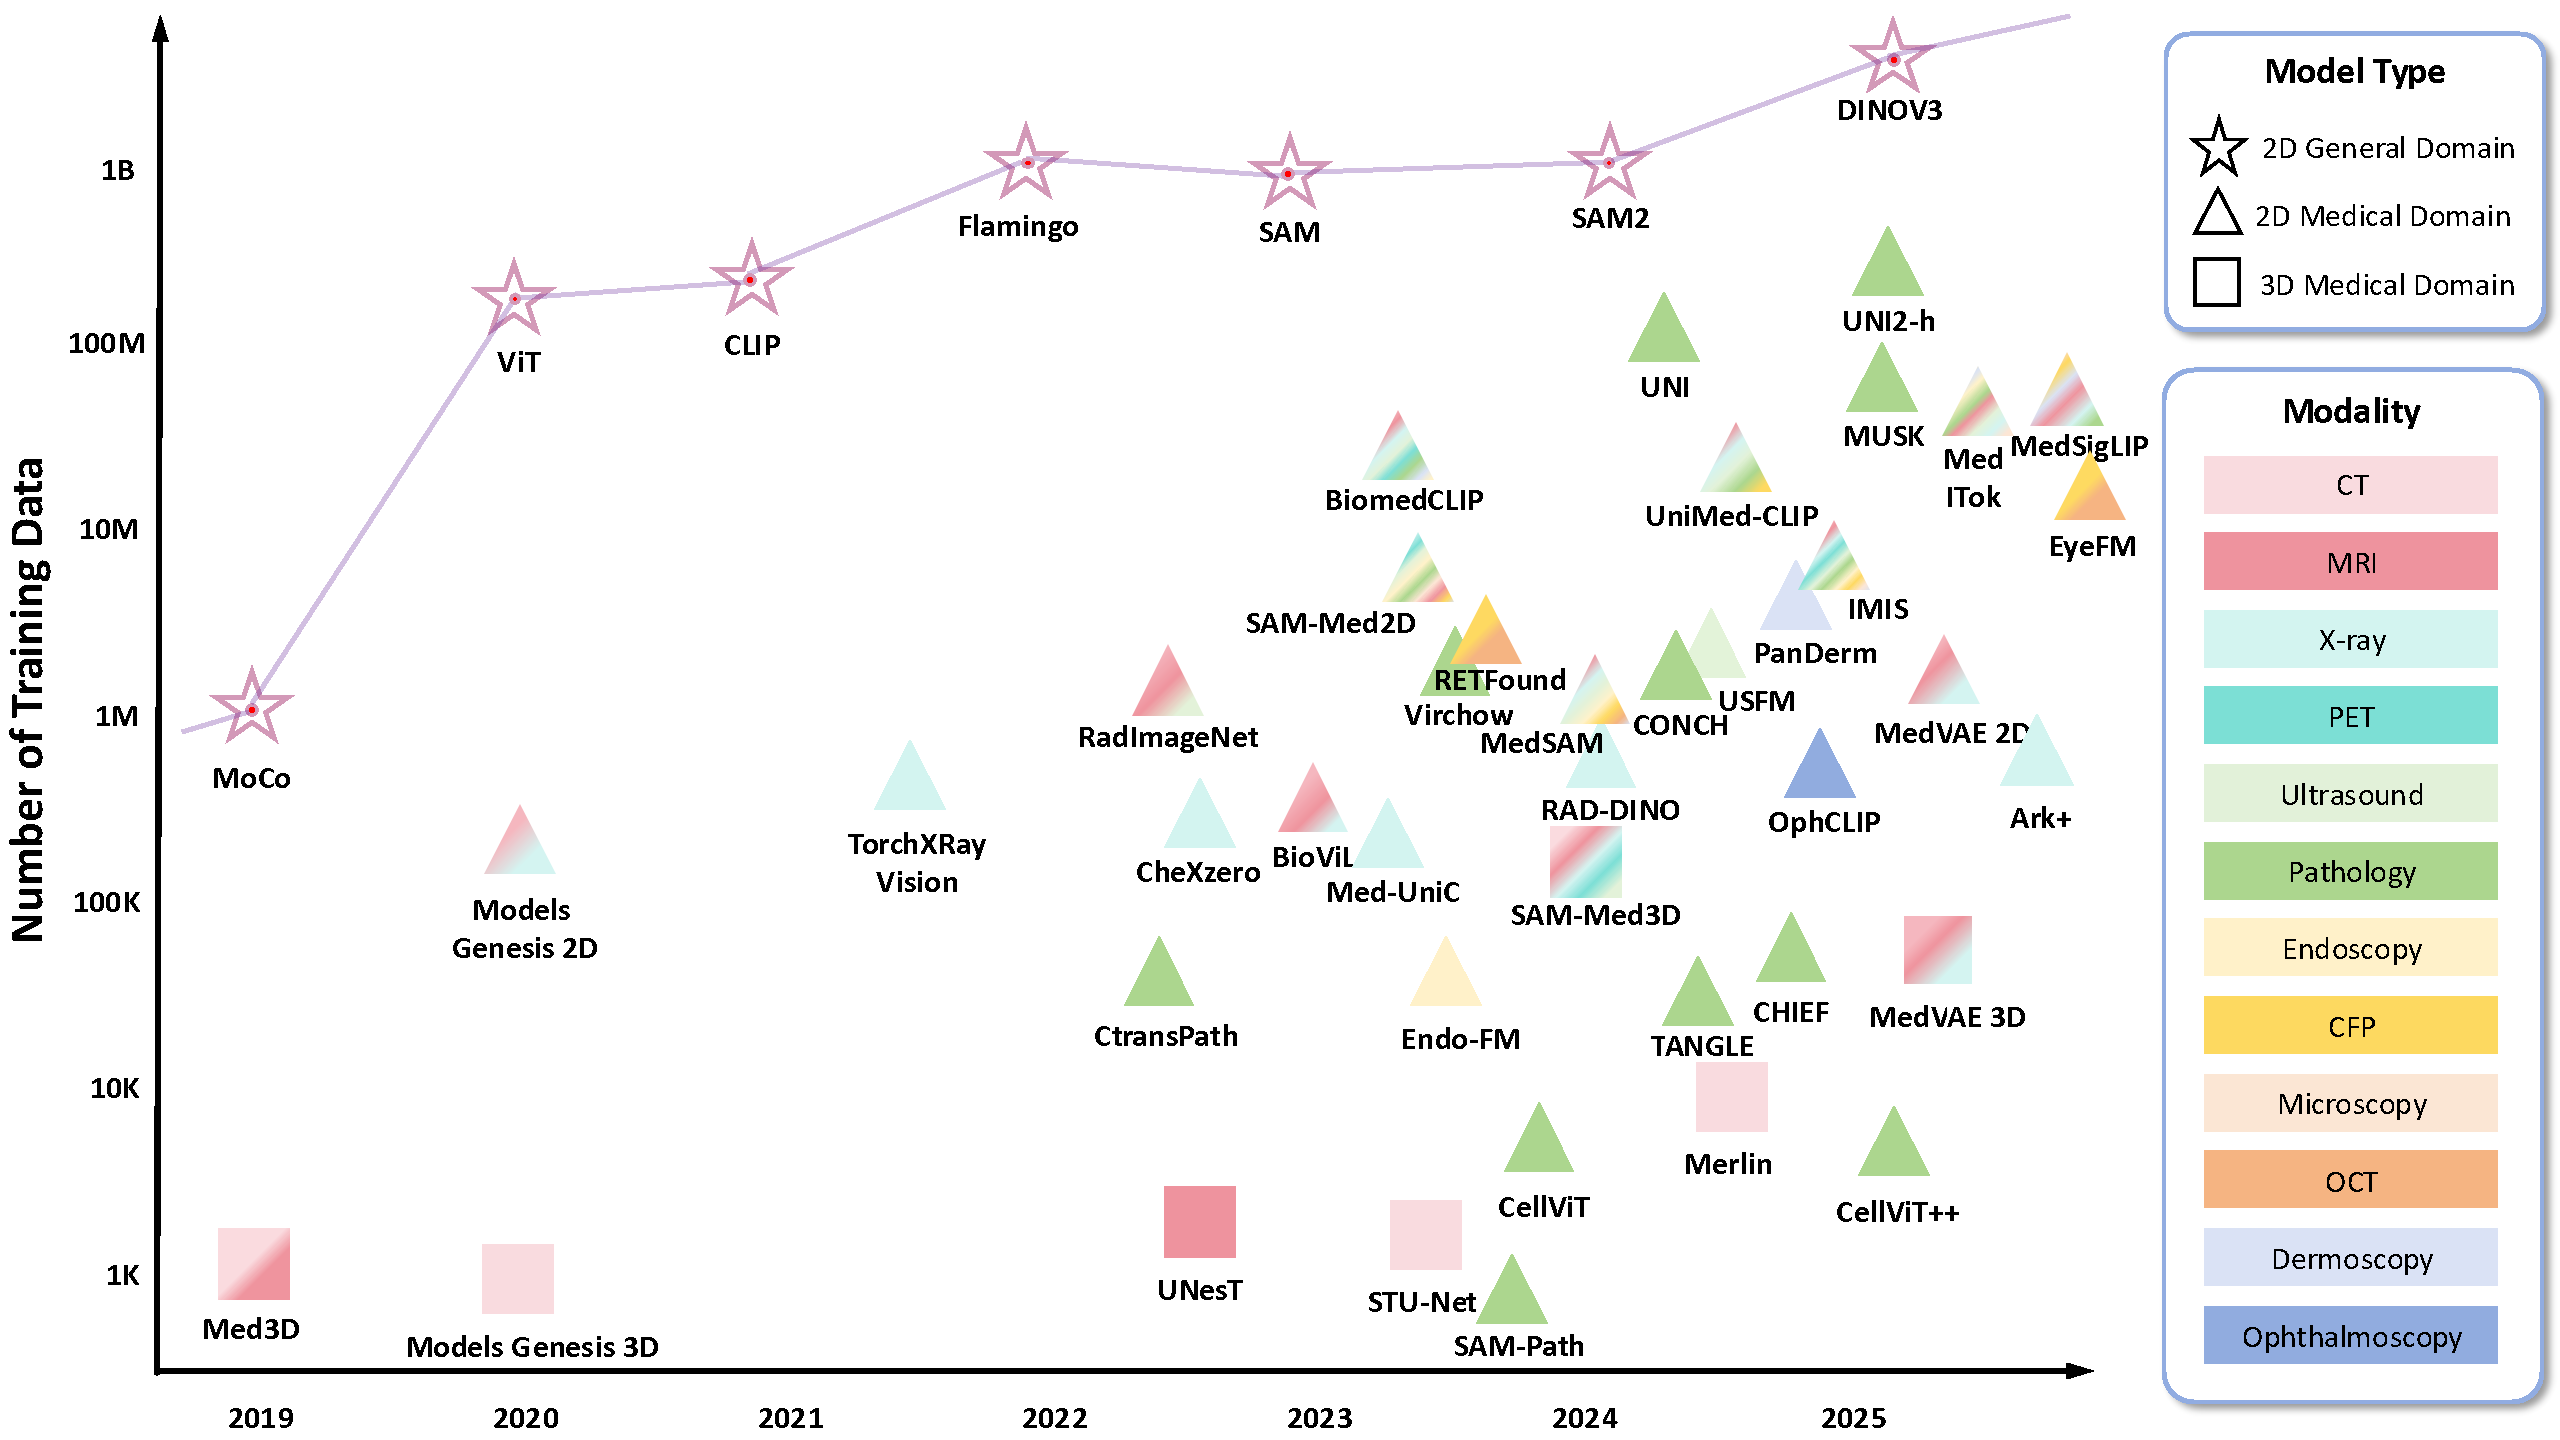 Number of Training Data
1B
100M
10M
1M
100K
10K
1K
2019
2020
2021
2022
2023
2024
2025
DINOV3
Flamingo
SAM
SAM2
ViT
CLIP
MoCo
UNI2-h
UNI
MUSK
MedSigLIP
Med
ITok
BiomedCLIP
UniMed-CLIP
EyeFM
SAM-Med2D
IMIS
PanDerm
RETFound
Virchow
USFM
CONCH
MedSAM
MedVAE 2D
RadImageNet
RAD-DINO
OphCLIP
Ark+
TorchXRay
Vision
CheXzero
BioViL
Med-UniC
Models
Genesis 2D
SAM-Med3D
CtransPath
Endo-FM
CHIEF
TANGLE
MedVAE 3D
Merlin
CellViT
CellViT++
UNesT
STU-Net
SAM-Path
Med3D
Models Genesis 3D
Model Type
2D General Domain
2D Medical Domain
3D Medical Domain
Modality
CT
MRI
X-ray
PET
Ultrasound
Pathology
Endoscopy
CFP
Microscopy
OCT
Dermoscopy
Ophthalmoscopy